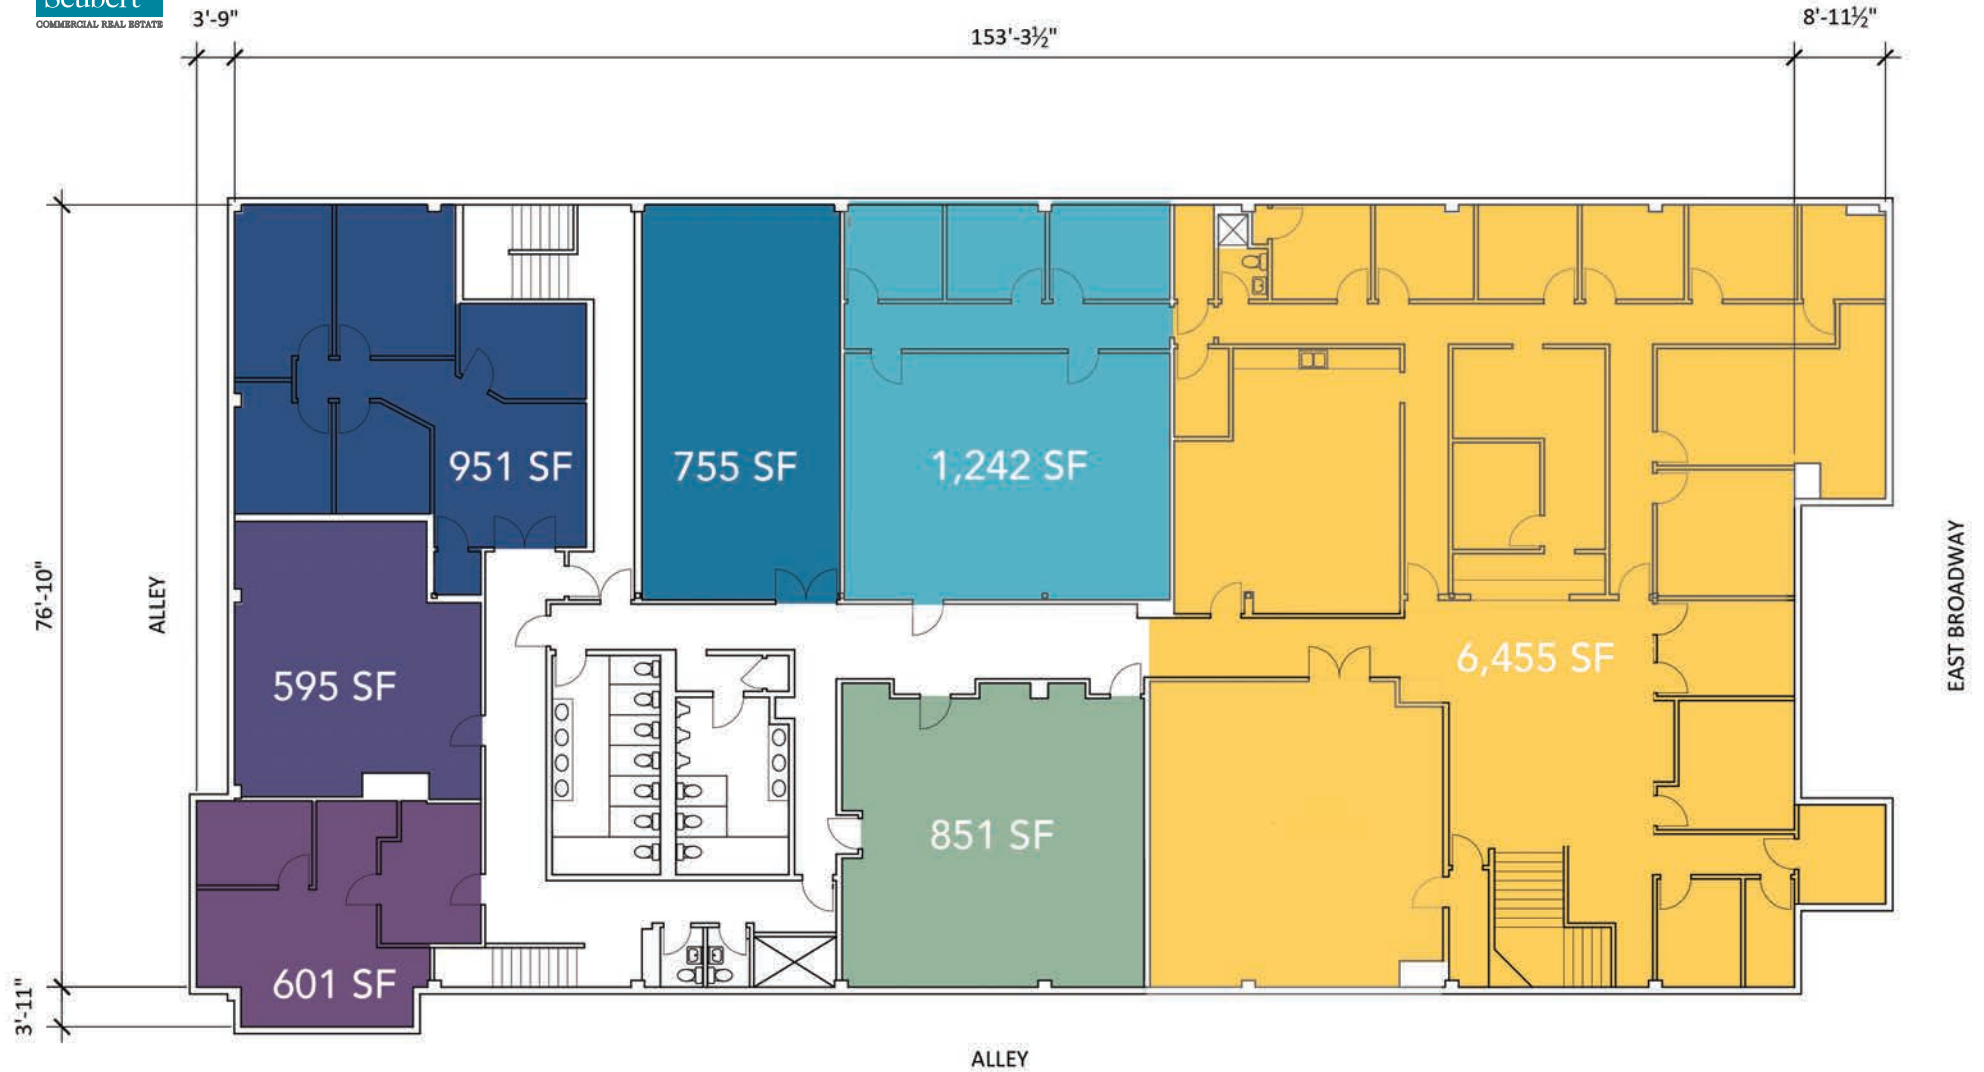 Seubert
COMMERCIAL REAL ESTATE
3'-9"
153'-3½"
8'-11½"
76'-10"
3'-11"
ALLEY
951 SF
755 SF
1,242 SF
595 SF
6,455 SF
851 SF
601 SF
EAST BROADWAY
ALLEY